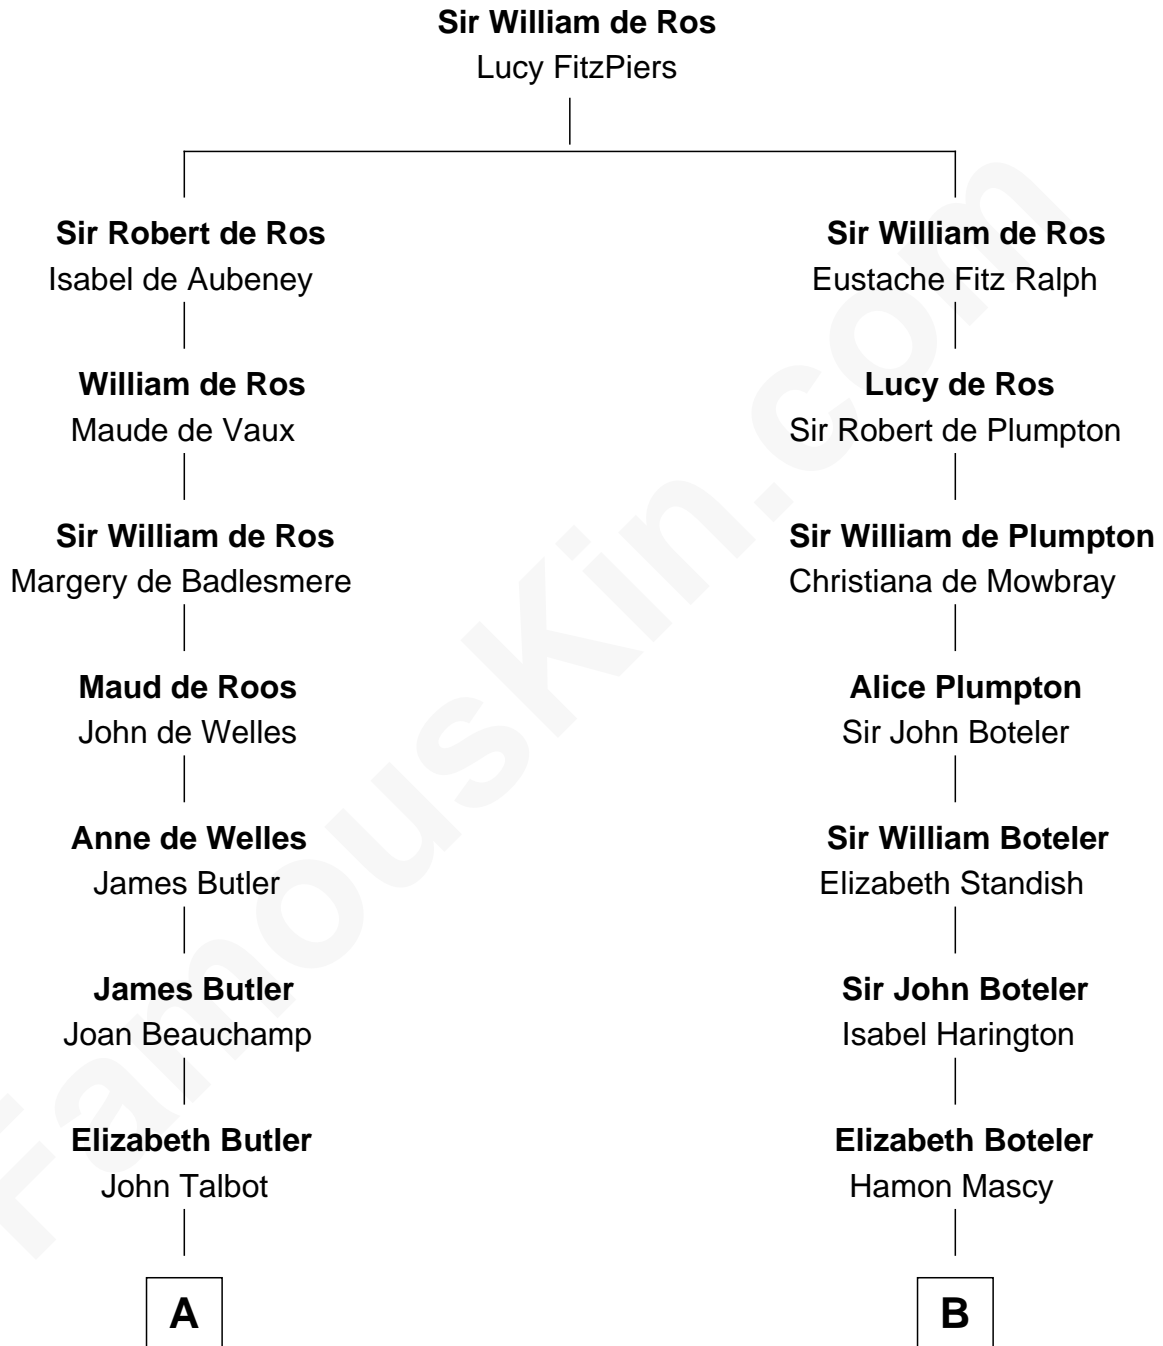 Sir William de Ros
Lucy FitzPiers
Sir Robert de Ros
Isabel de Aubeney
William de Ros
Maude de Vaux
Sir William de Ros
Margery de Badlesmere
Maud de Roos
John de Welles
Anne de Welles
James Butler
James Butler
Joan Beauchamp
Elizabeth Butler
John Talbot
A
Sir William de Ros
Eustache Fitz Ralph
Lucy de Ros
Sir Robert de Plumpton
Sir William de Plumpton
Christiana de Mowbray
Alice Plumpton
Sir John Boteler
Sir William Boteler
Elizabeth Standish
Sir John Boteler
Isabel Harington
Elizabeth Boteler
Hamon Mascy
B
FamousKin.com